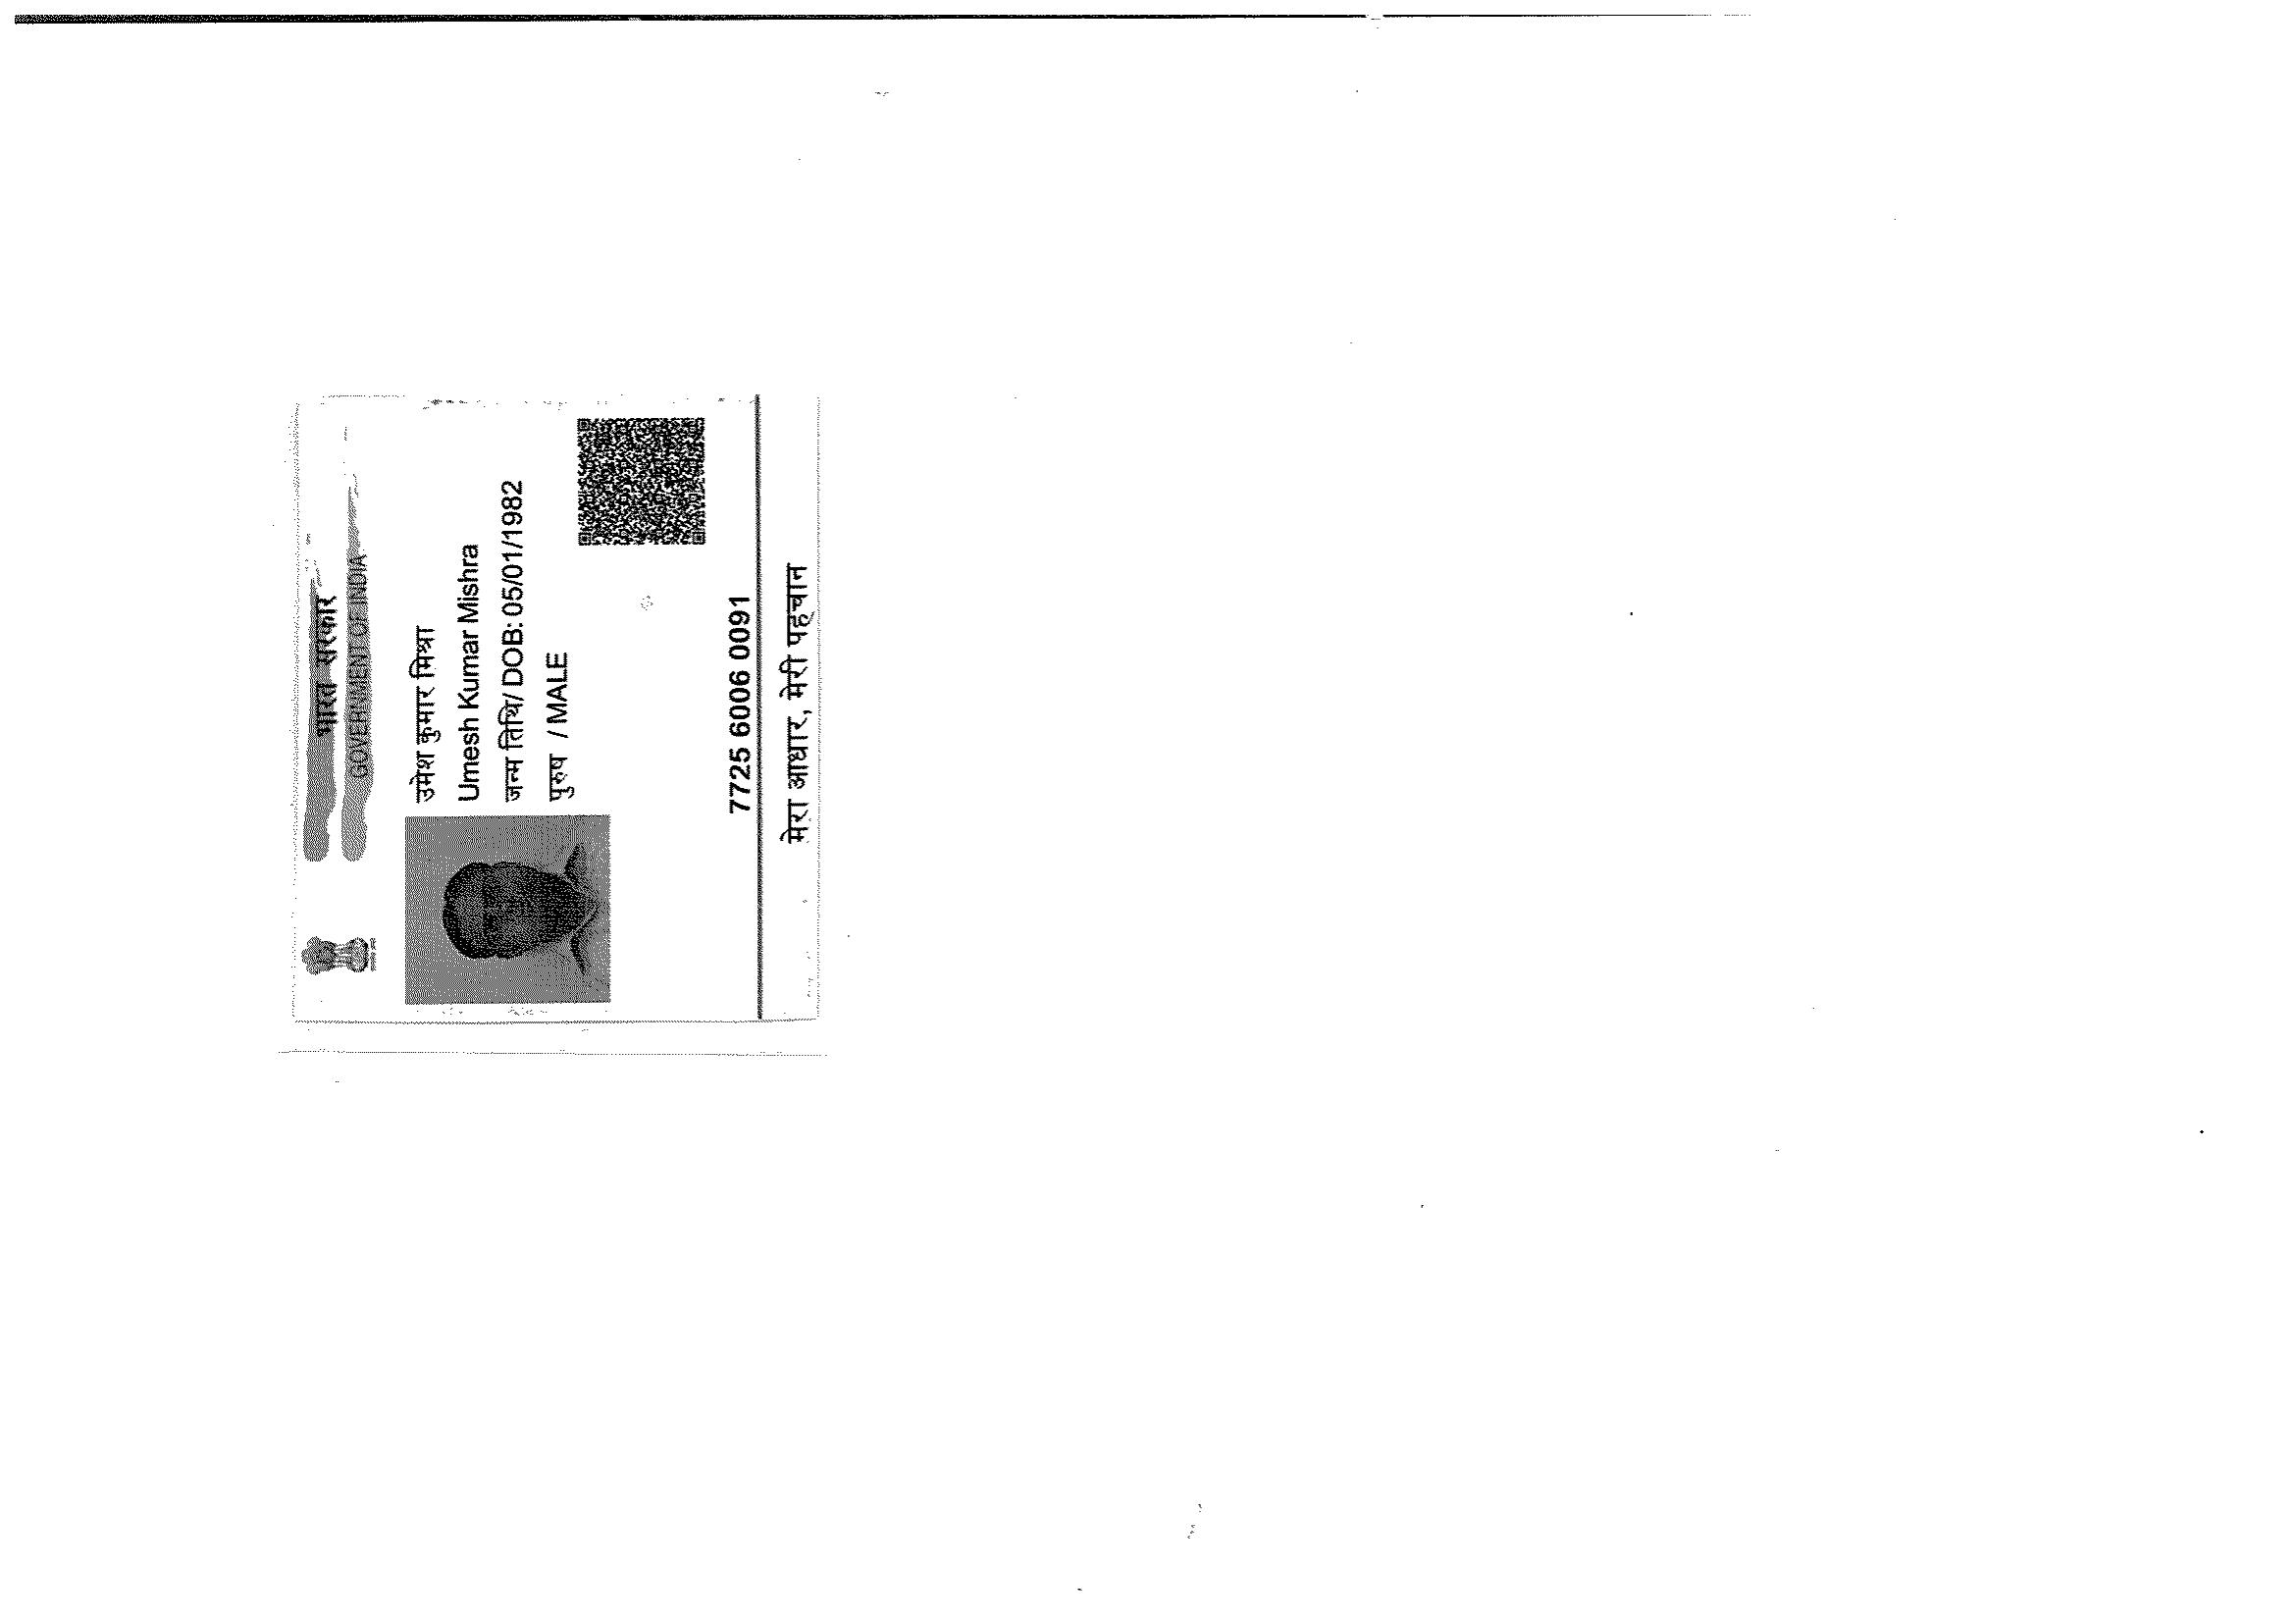 भारत सरकार
GOVERNMENT OF INDIA
उमेश कुमार मिश्रा
Umesh Kumar Mishra
जन्म तिथि/ DOB: 05/01/1982
पुरुष / MALE
7725 6006 0091
मेरा आधार, मेरी पहचान